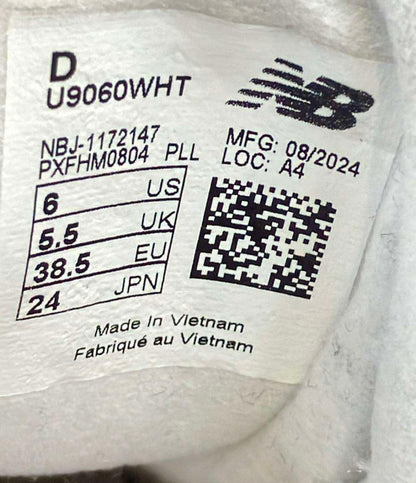 D
U9060WHT
NB
NBJ-1172147
PXFHM0804 PLL
MFG: 08/2024
LOC: A4
6 US
5.5 UK
38.5 EU
24 JPN
Made In Vietnam
Fabriqué au Vietnam